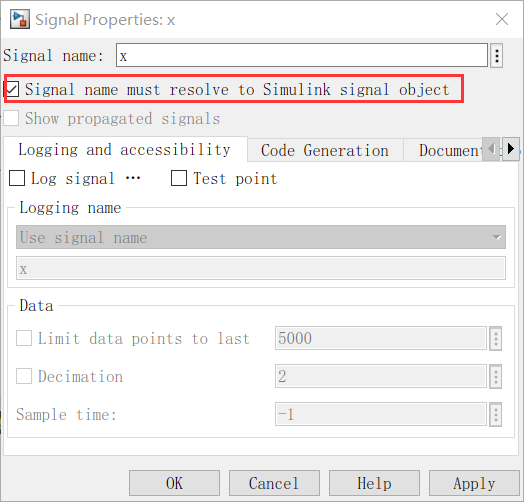 Signal Properties: x
Signal name: x
Signal name must resolve to Simulink signal object
Show propagated signals
Logging and accessibility Code Generation
Log signal ... Test point
Logging name
Use signal name
x
Data
Limit data points to last 5000
Decimation 2
Sample time: -1
OK Cancel Help Apply